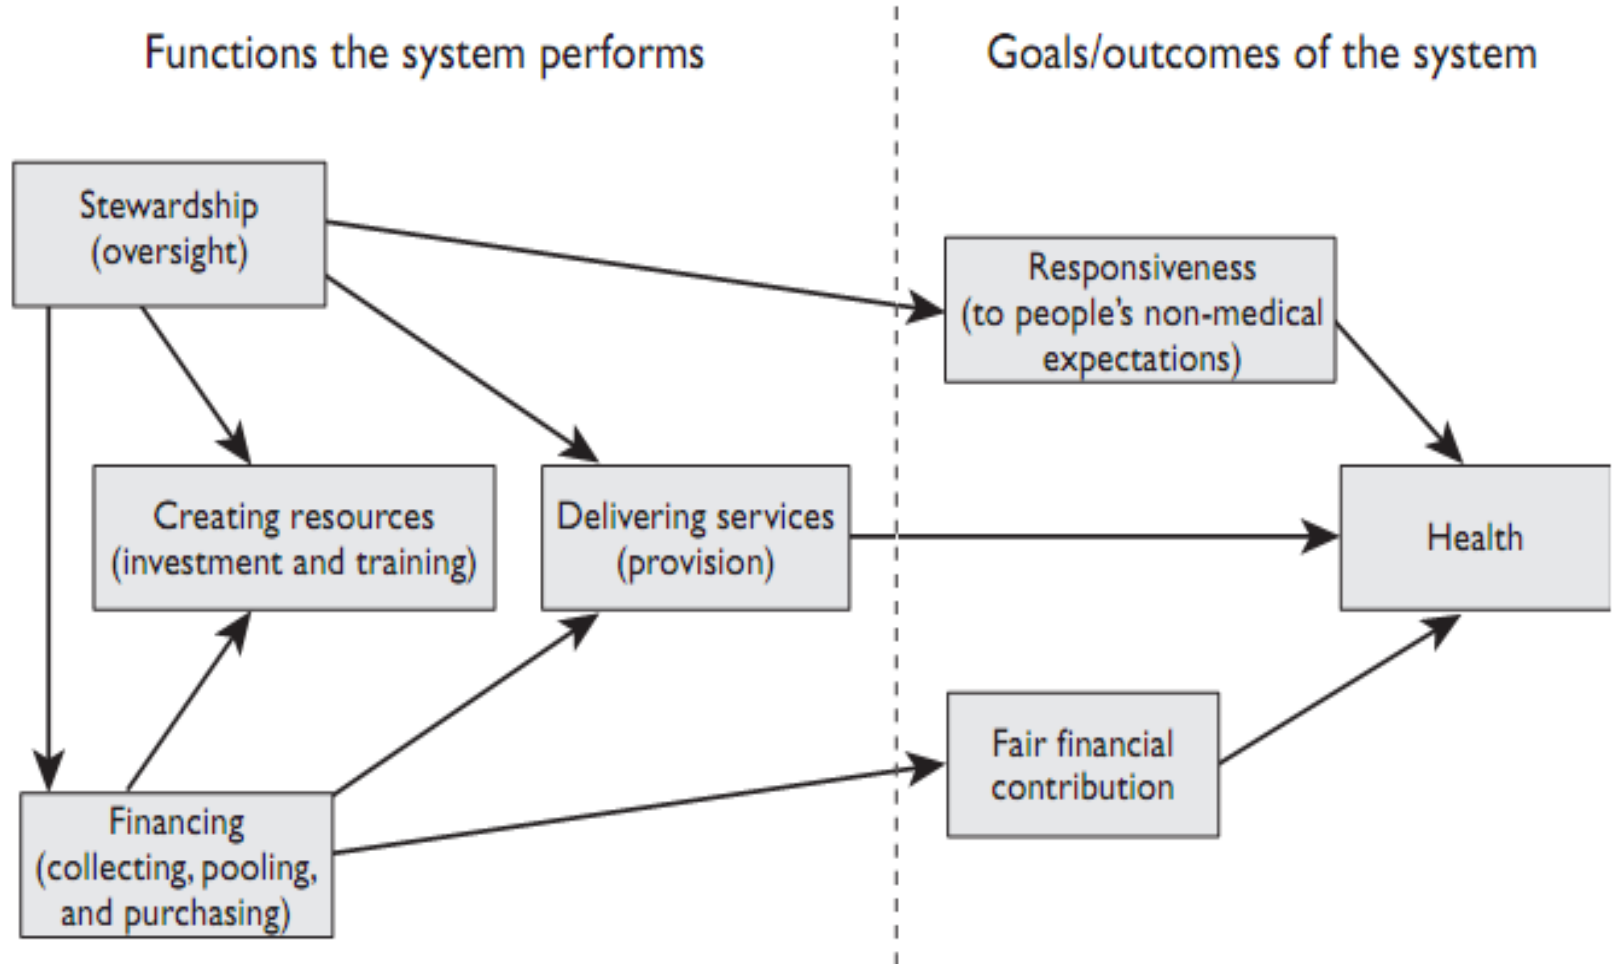 Functions the system performs
Goals/outcomes of the system
Stewardship
(oversight)
Responsiveness
(to people's non-medical
expectations)
Creating resources
(investment and training)
Delivering services
(provision)
Health
Fair financial
contribution
Financing
(collecting, pooling,
and purchasing)